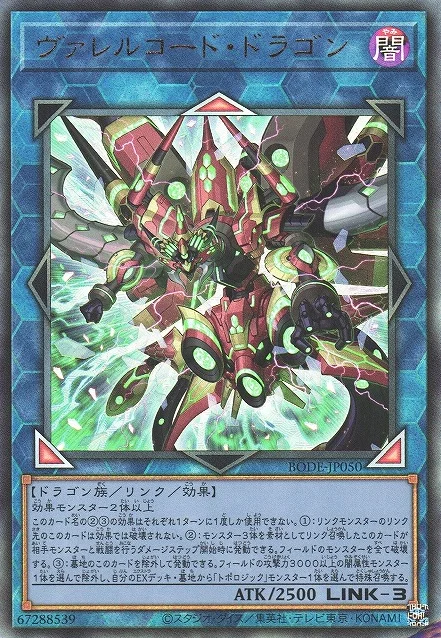 ヴァレルコード・ドラゴン
闇
BODE-JP050
【ドラゴン族／リンク／効果】
効果モンスター2体以上
このカード名の②③の効果はそれぞれ1ターンに1度しか使用できない。①：リンクモンスターのリンク
先のこのカードは効果では破壊されない。②：モンスター3体を素材としてリンク召喚したこのカードが
相手モンスターと戦闘を行うダメージステップ開始時に発動できる。フィールドのモンスターを全て破壊
する。③：墓地のこのカードを除外して発動できる。フィールドの攻撃力3000以上の闇属性モンスター
1体を選んで除外し、自分のEXデッキ・墓地から「トポロジック」モンスター1体を選んで特殊召喚する。
ATK/2500 LINK-3
67288539
©スタジオ・ダイス／集英社・テレビ東京・KONAMI